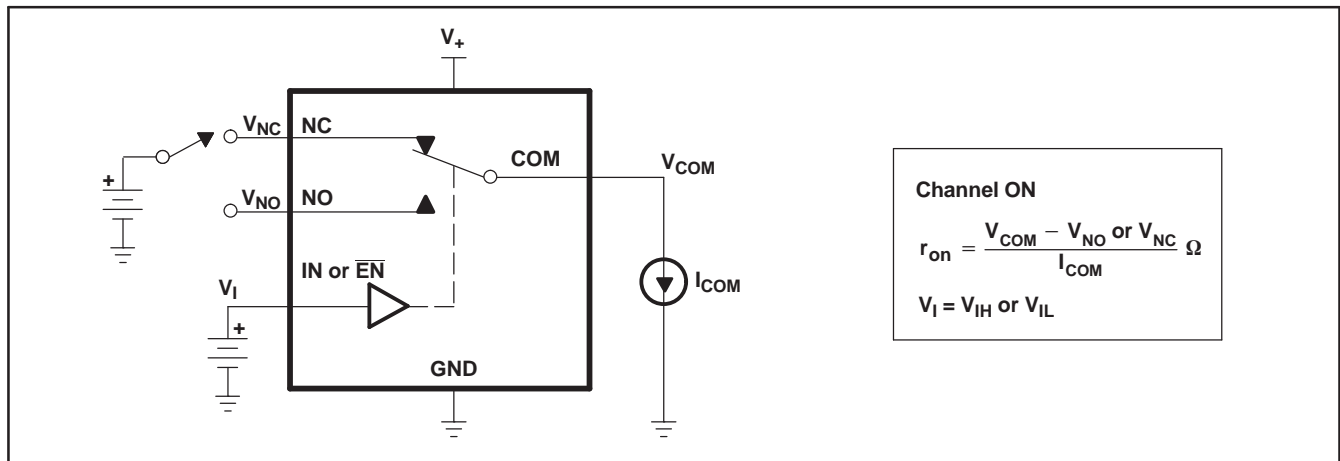 V+
VNC NC
COM
VCOM
+
VNO NO
IN or EN̅
VI
+
ICOM
GND
Channel ON
ron = (VCOM − VNO or VNC) / ICOM Ω
VI = VIH or VIL